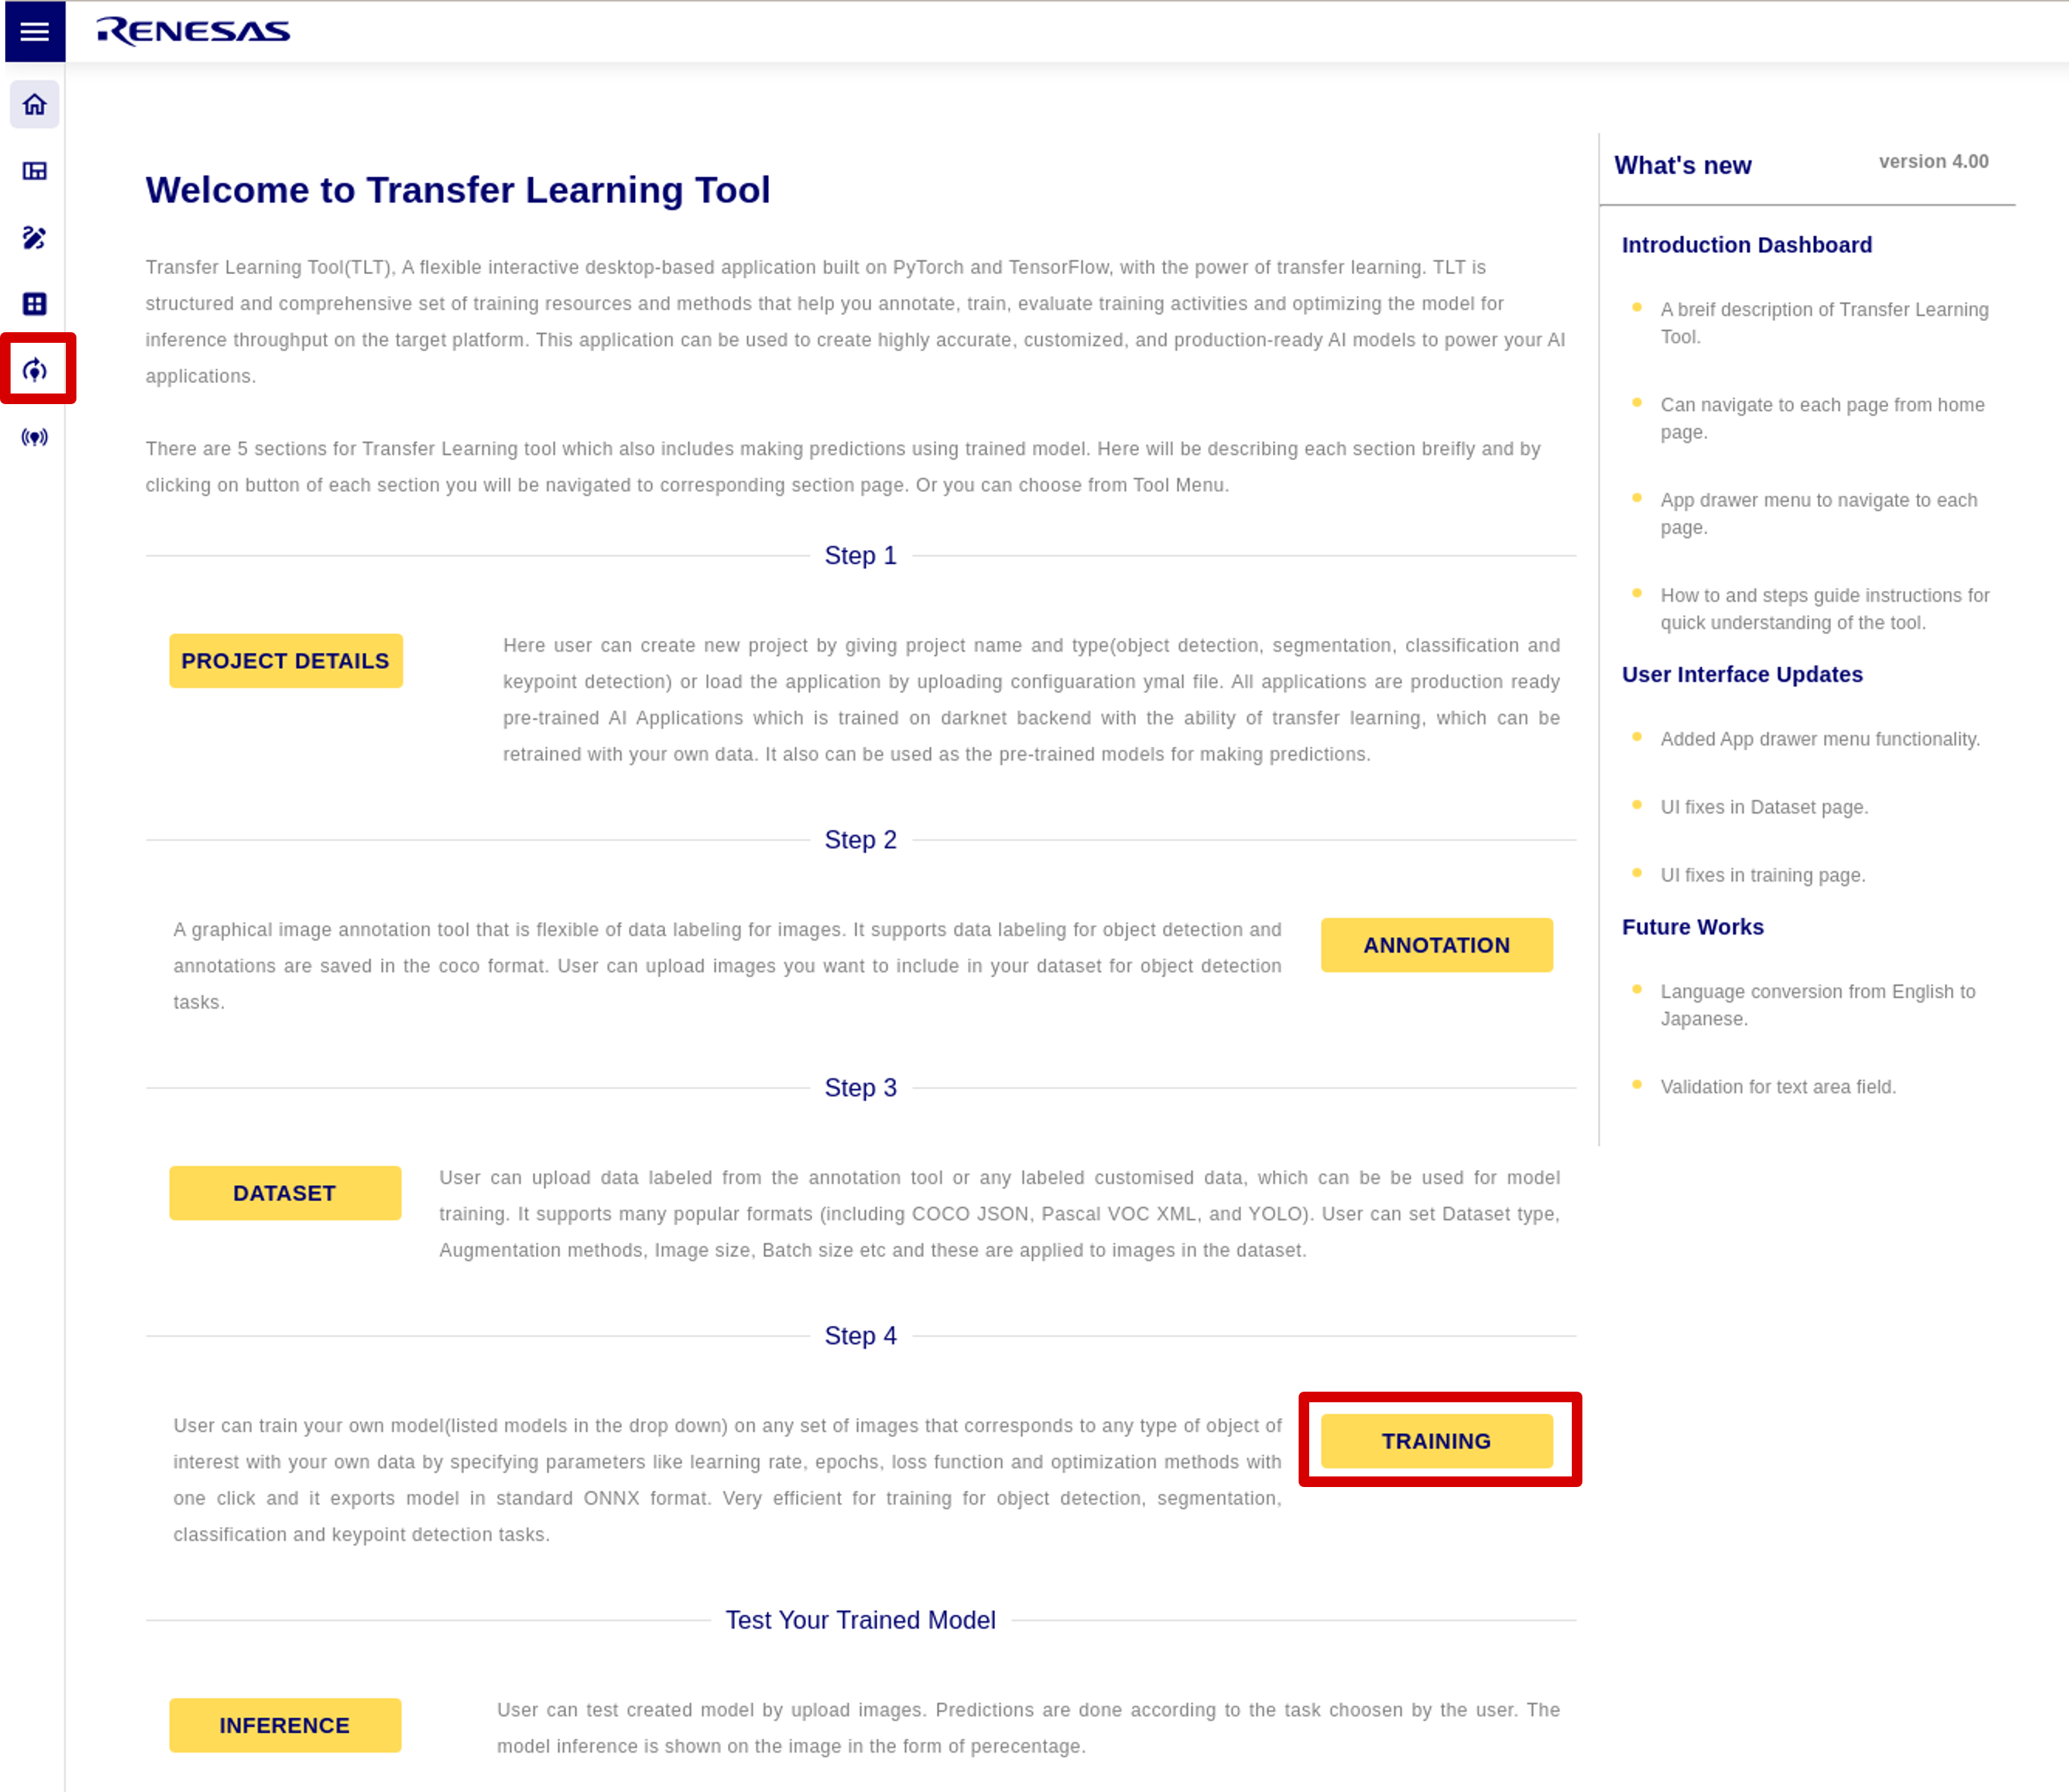 RENESAS
Welcome to Transfer Learning Tool
Transfer Learning Tool(TLT), A flexible interactive desktop-based application built on PyTorch and TensorFlow, with the power of transfer learning. TLT is
structured and comprehensive set of training resources and methods that help you annotate, train, evaluate training activities and optimizing the model for
inference throughput on the target platform. This application can be used to create highly accurate, customized, and production-ready AI models to power your AI
applications.
There are 5 sections for Transfer Learning tool which also includes making predictions using trained model. Here will be describing each section breifly and by
clicking on button of each section you will be navigated to corresponding section page. Or you can choose from Tool Menu.
Step 1
PROJECT DETAILS
Here user can create new project by giving project name and type(object detection, segmentation, classification and
keypoint detection) or load the application by uploading configuaration ymal file. All applications are production ready
pre-trained AI Applications which is trained on darknet backend with the ability of transfer learning, which can be
retrained with your own data. It also can be used as the pre-trained models for making predictions.
Step 2
A graphical image annotation tool that is flexible of data labeling for images. It supports data labeling for object detection and
annotations are saved in the coco format. User can upload images you want to include in your dataset for object detection
tasks.
ANNOTATION
Step 3
DATASET
User can upload data labeled from the annotation tool or any labeled customised data, which can be be used for model
training. It supports many popular formats (including COCO JSON, Pascal VOC XML, and YOLO). User can set Dataset type,
Augmentation methods, Image size, Batch size etc and these are applied to images in the dataset.
Step 4
User can train your own model(listed models in the drop down) on any set of images that corresponds to any type of object of
interest with your own data by specifying parameters like learning rate, epochs, loss function and optimization methods with
one click and it exports model in standard ONNX format. Very efficient for training for object detection, segmentation,
classification and keypoint detection tasks.
TRAINING
Test Your Trained Model
INFERENCE
User can test created model by upload images. Predictions are done according to the task choosen by the user. The
model inference is shown on the image in the form of perecentage.
What's new
version 4.00
Introduction Dashboard
A breif description of Transfer Learning
Tool.
Can navigate to each page from home
page.
App drawer menu to navigate to each
page.
How to and steps guide instructions for
quick understanding of the tool.
User Interface Updates
Added App drawer menu functionality.
UI fixes in Dataset page.
UI fixes in training page.
Future Works
Language conversion from English to
Japanese.
Validation for text area field.